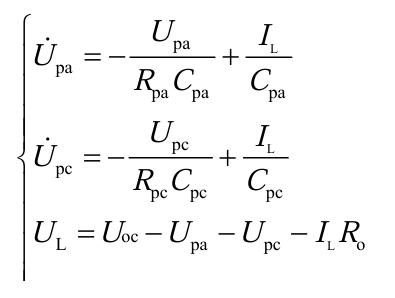 U̇pa = − Upa / RpaCpa + IL / Cpa
U̇pc = − Upc / RpcCpc + IL / Cpc
UL = Uoc − Upa − Upc − ILRo